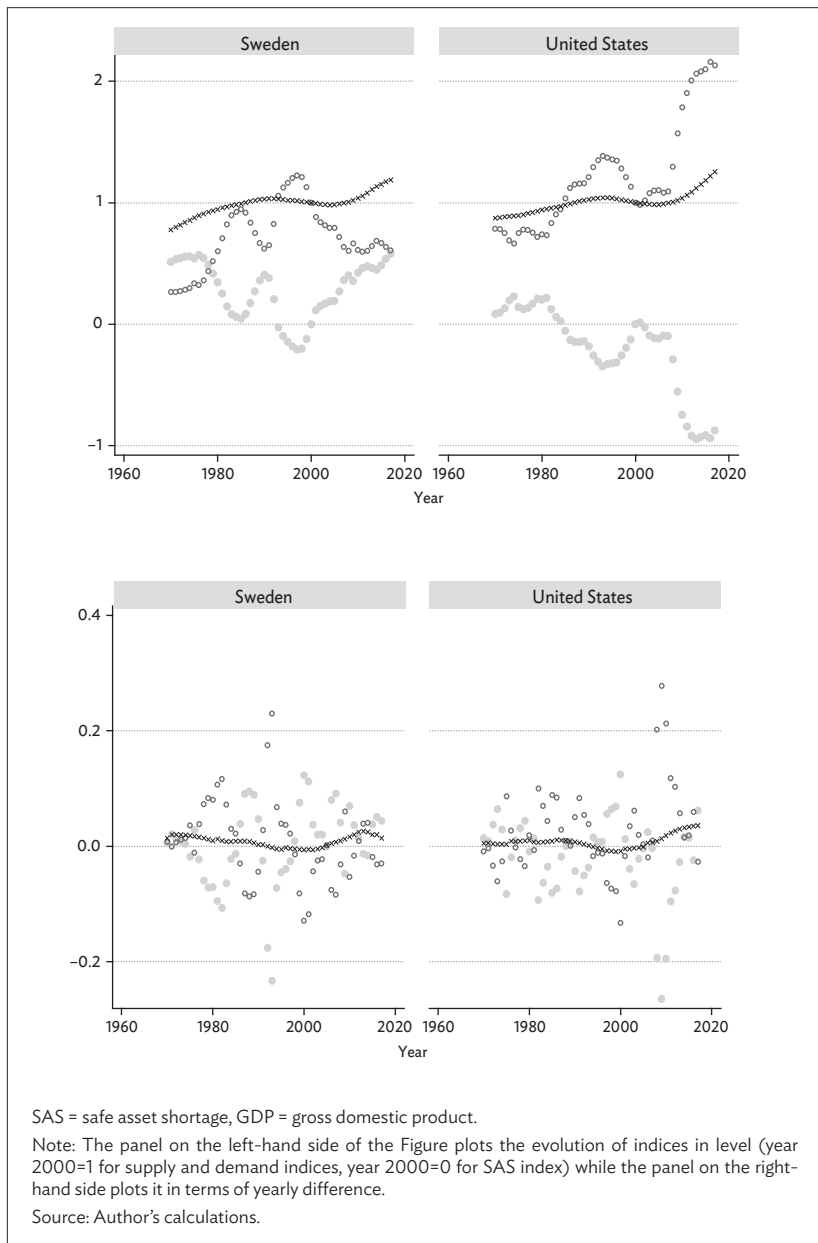 Sweden United States
2
1
0
–1
1960 1980 2000 2020 1960 1980 2000 2020
Year
Sweden United States
0.4
0.2
0.0
–0.2
1960 1980 2000 2020 1960 1980 2000 2020
Year
SAS = safe asset shortage, GDP = gross domestic product.
Note: The panel on the left-hand side of the Figure plots the evolution of indices in level (year
2000=1 for supply and demand indices, year 2000=0 for SAS index) while the panel on the right-
hand side plots it in terms of yearly difference.
Source: Author’s calculations.